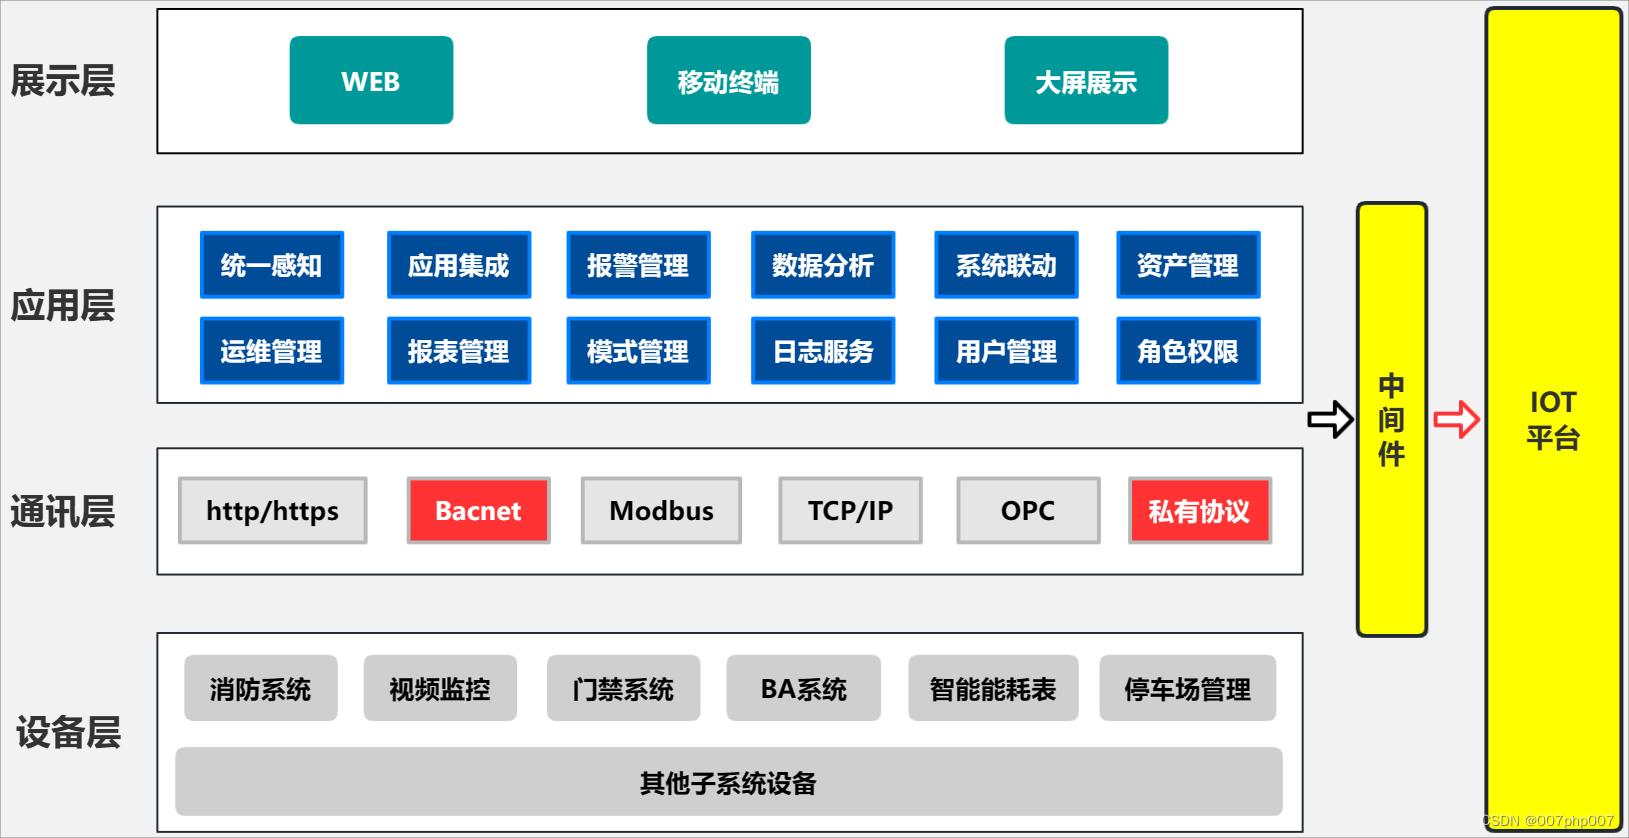 展示层
WEB
移动终端
大屏展示
应用层
统一感知
应用集成
报警管理
数据分析
系统联动
资产管理
运维管理
报表管理
模式管理
日志服务
用户管理
角色权限
通讯层
http/https
Bacnet
Modbus
TCP/IP
OPC
私有协议
设备层
消防系统
视频监控
门禁系统
BA系统
智能能耗表
停车场管理
其他子系统设备
中
间
件
IOT
平台
CSDN @007php007